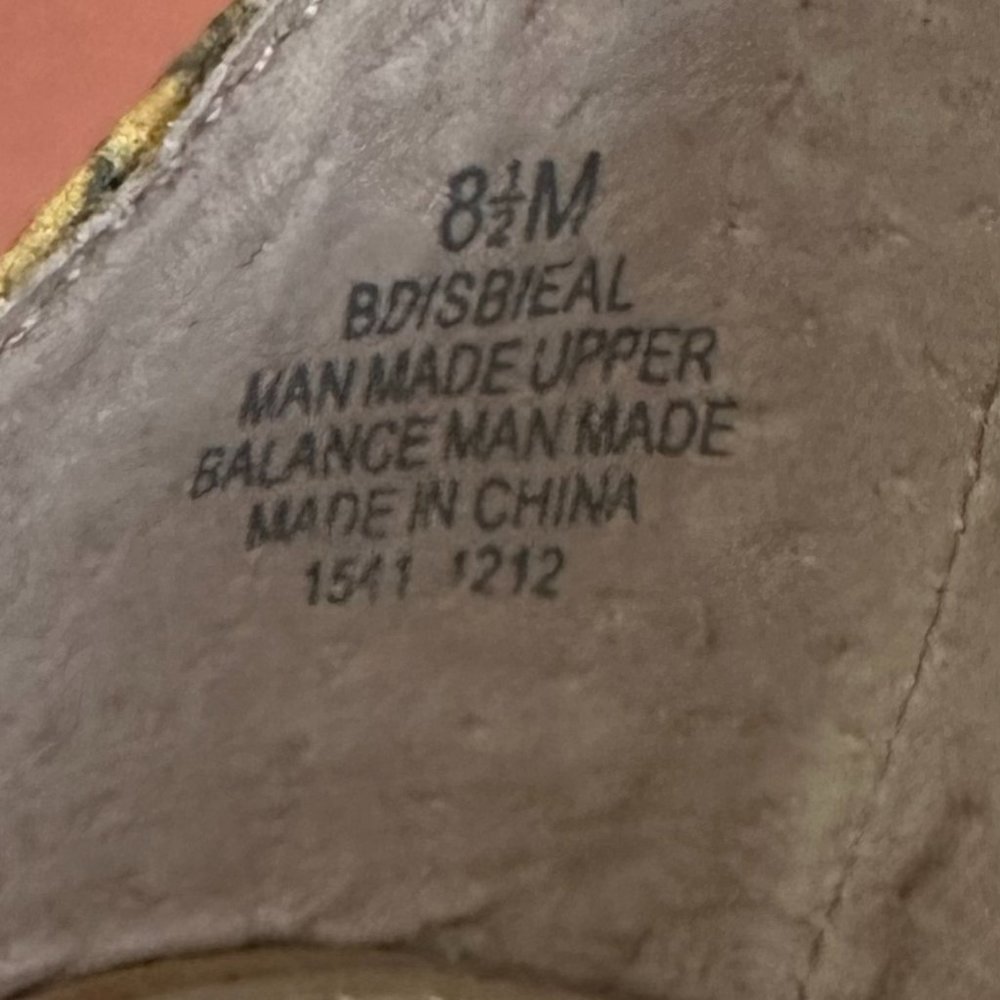 8½M
BDISBIEAL
MAN MADE UPPER
BALANCE MAN MADE
MADE IN CHINA
1541 1212